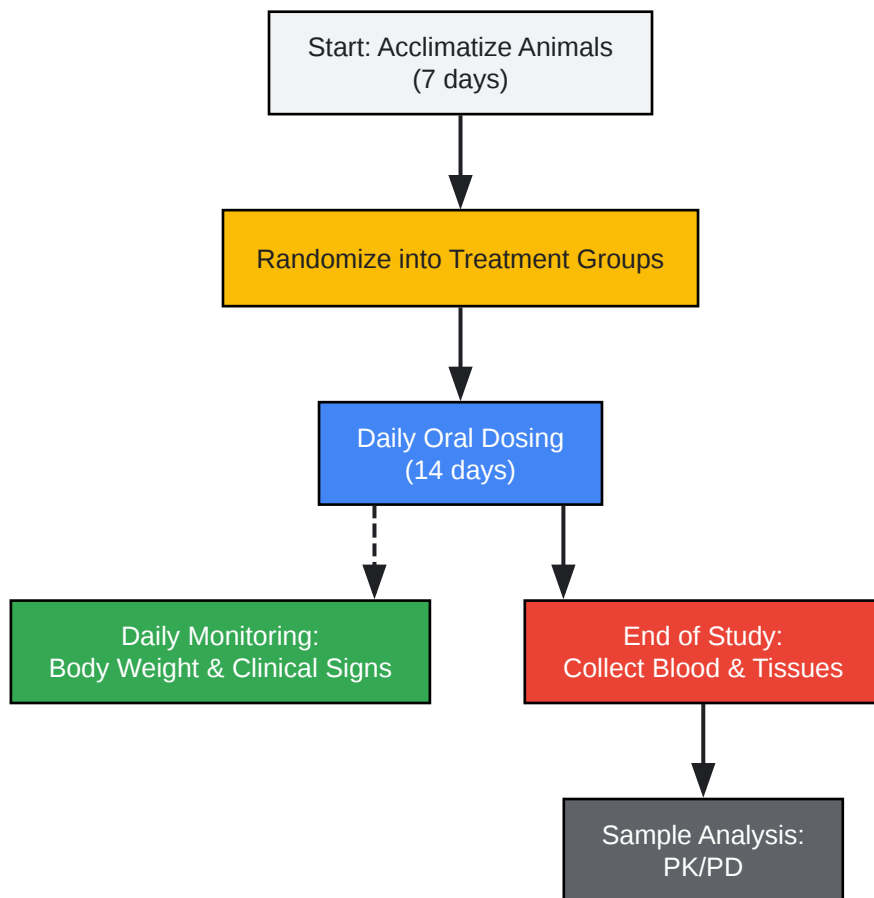 Start: Acclimatize Animals
(7 days)
Randomize into Treatment Groups
Daily Oral Dosing
(14 days)
Daily Monitoring:
Body Weight & Clinical Signs
End of Study:
Collect Blood & Tissues
Sample Analysis:
PK/PD